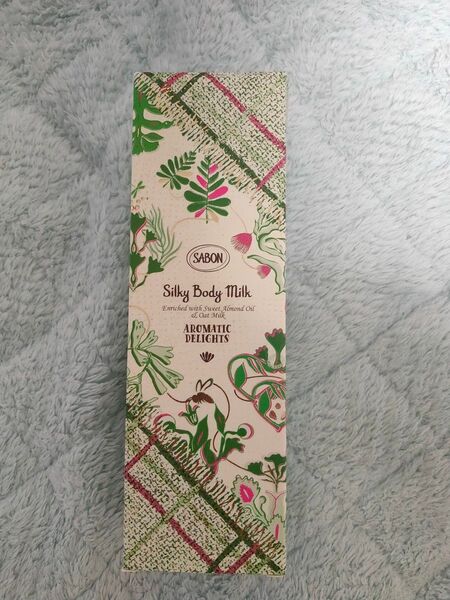 SABON
Silky Body Milk
Enriched with Sweet Almond Oil
& Oat Milk
AROMATIC
DELIGHTS